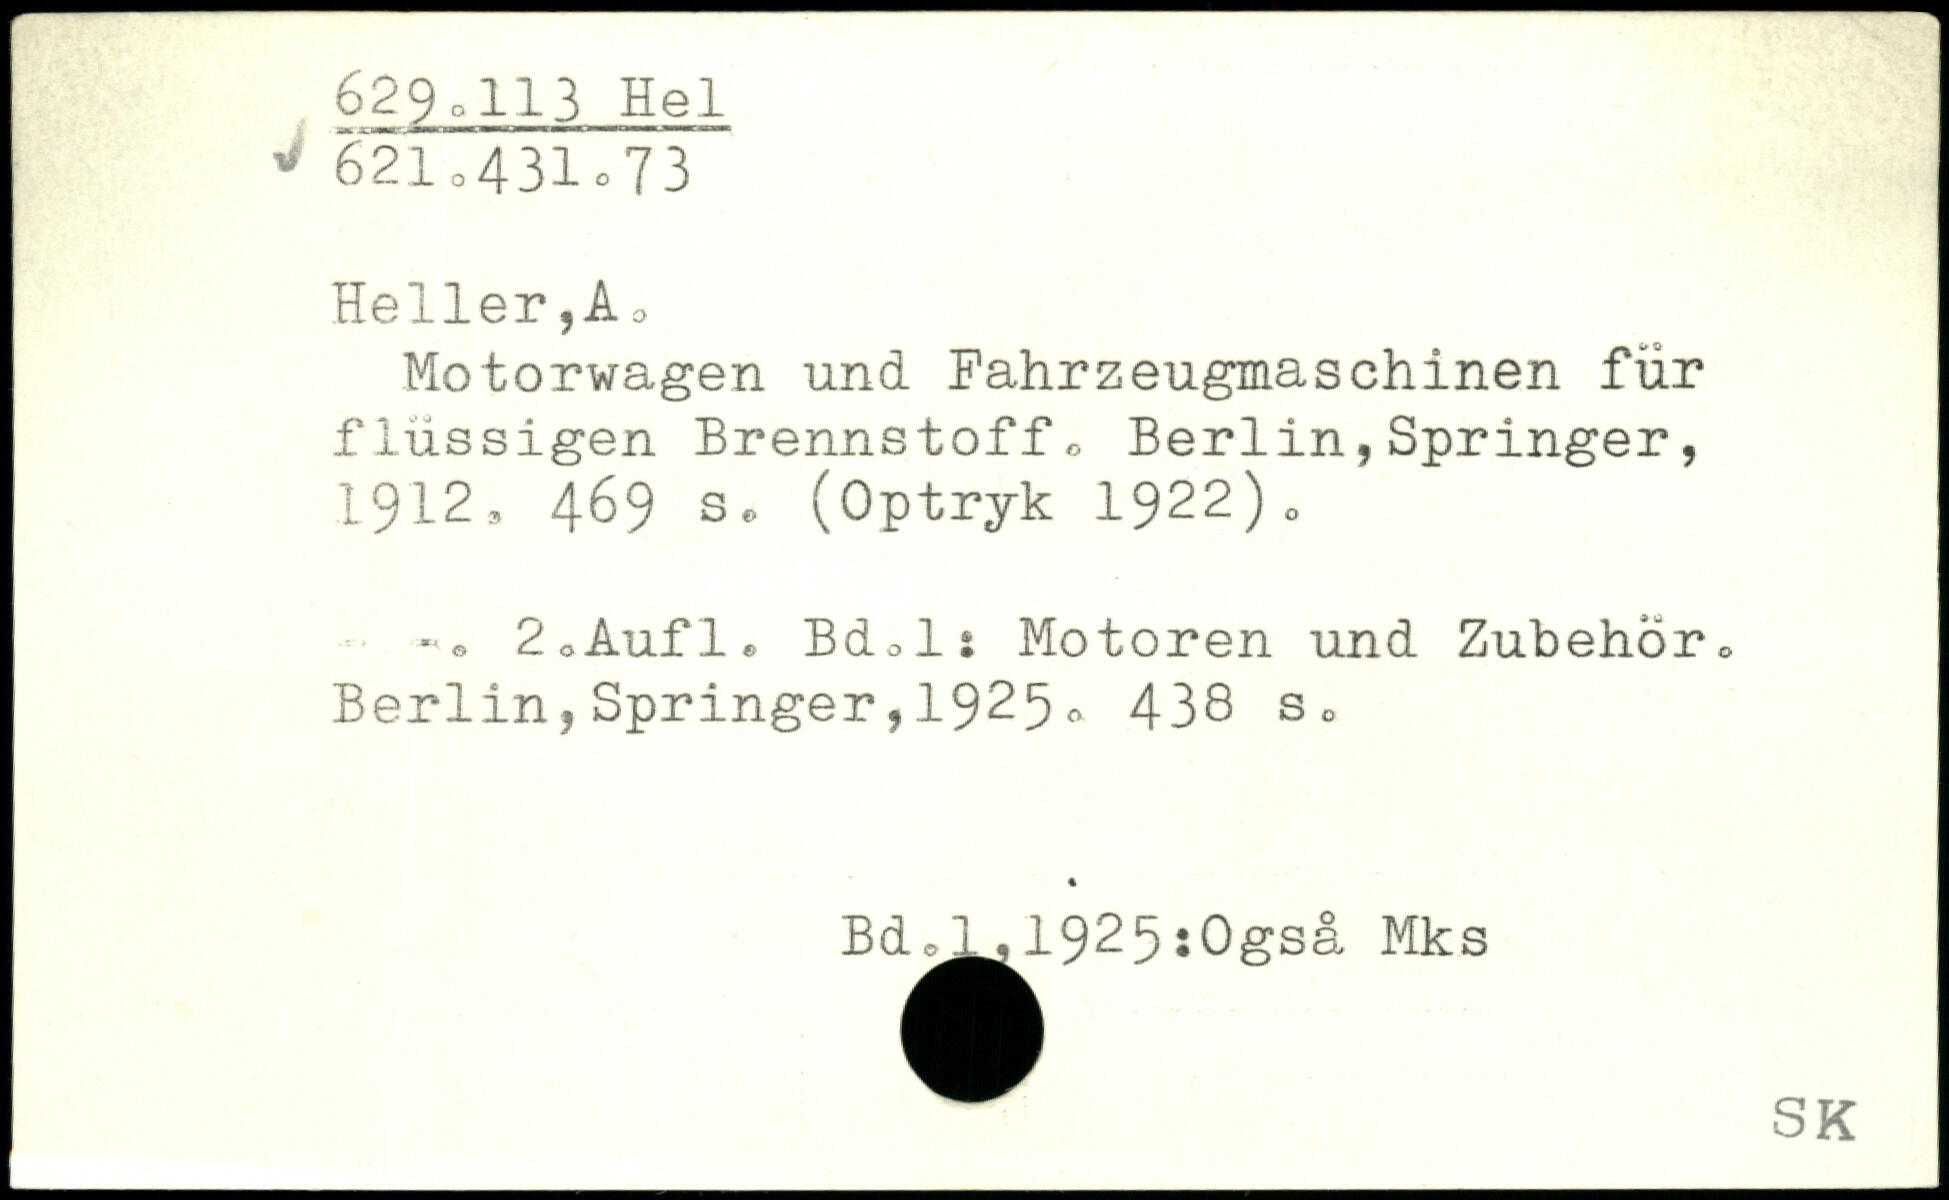 629.113 Hel
621.431.73
Heller,A.
Motorwagen und Fahrzeugmaschinen für
flüssigen Brennstoff. Berlin,Springer,
1912. 469 s. (Optryk 1922).
- -. 2.Aufl. Bd.1: Motoren und Zubehör.
Berlin,Springer,1925. 438 s.
Bd.1,1925:Også Mks
SK